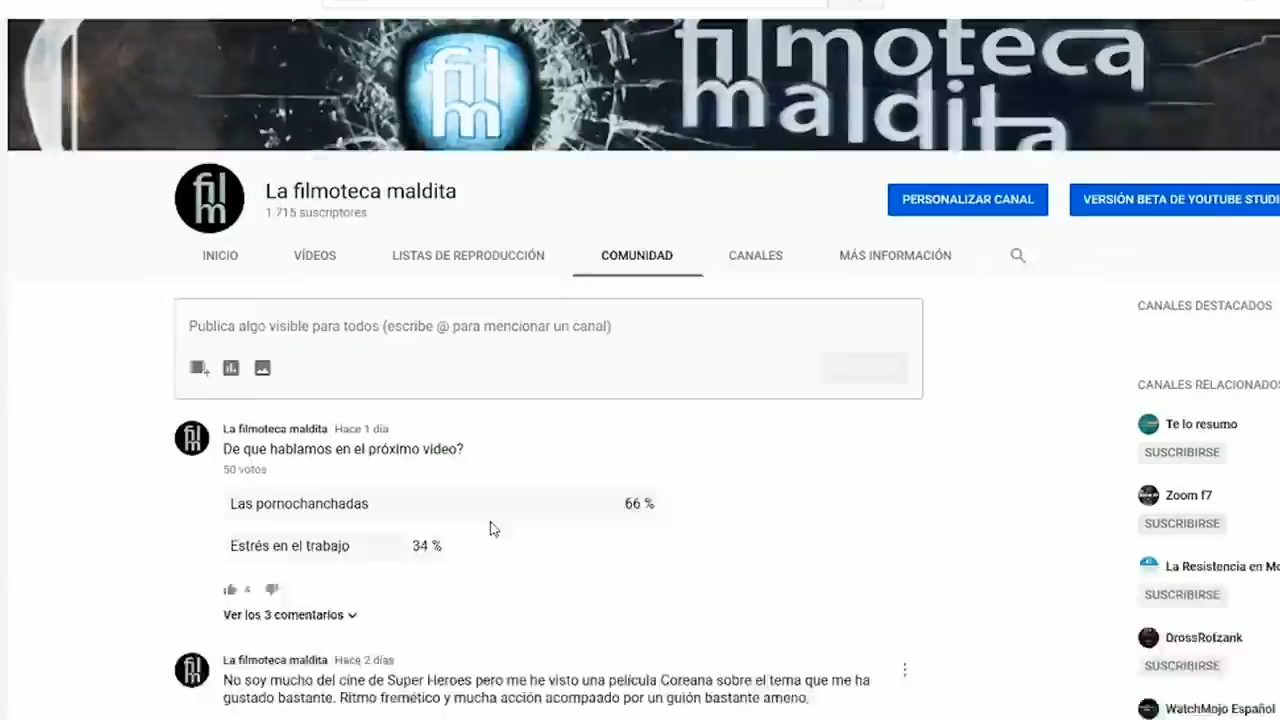 filmoteca
maldita
fil
m
fil
m
La filmoteca maldita
1.715 suscriptores
PERSONALIZAR CANAL
VERSIÓN BETA DE YOUTUBE STUDI
INICIO
VÍDEOS
LISTAS DE REPRODUCCIÓN
COMUNIDAD
CANALES
MÁS INFORMACIÓN
Publica algo visible para todos (escribe @ para mencionar un canal)
CANALES DESTACADOS
CANALES RELACIONADOS
Te lo resumo
SUSCRIBIRSE
Zoom f7
SUSCRIBIRSE
La Resistencia en Mo
SUSCRIBIRSE
DrossRotzank
SUSCRIBIRSE
WatchMojo Español
La filmoteca maldita Hace 1 día
De que hablamos en el próximo video?
50 votos
Las pornochanchadas 66 %
Estrés en el trabajo 34 %
4
Ver los 3 comentarios
La filmoteca maldita Hace 2 días
No soy mucho del cine de Super Heroes pero me he visto una película Coreana sobre el tema que me ha
gustado bastante. Ritmo fremético y mucha acción acompaado por un guión bastante ameno.